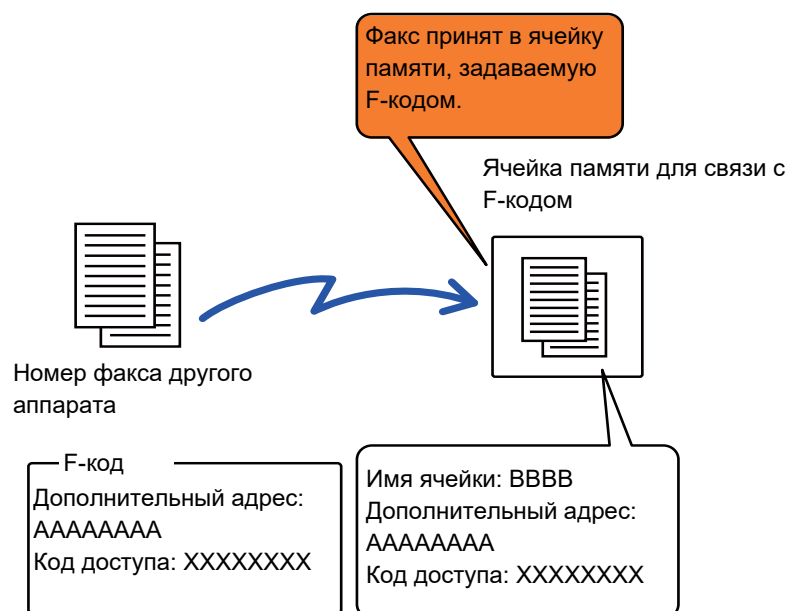 Факс принят в ячейку
памяти, задаваемую
F-кодом.
Ячейка памяти для связи с
F-кодом
Номер факса другого
аппарата
F-код
Дополнительный адрес:
AAAAAAAA
Код доступа: XXXXXXXX
Имя ячейки: BBBB
Дополнительный адрес:
AAAAAAAA
Код доступа: XXXXXXXX